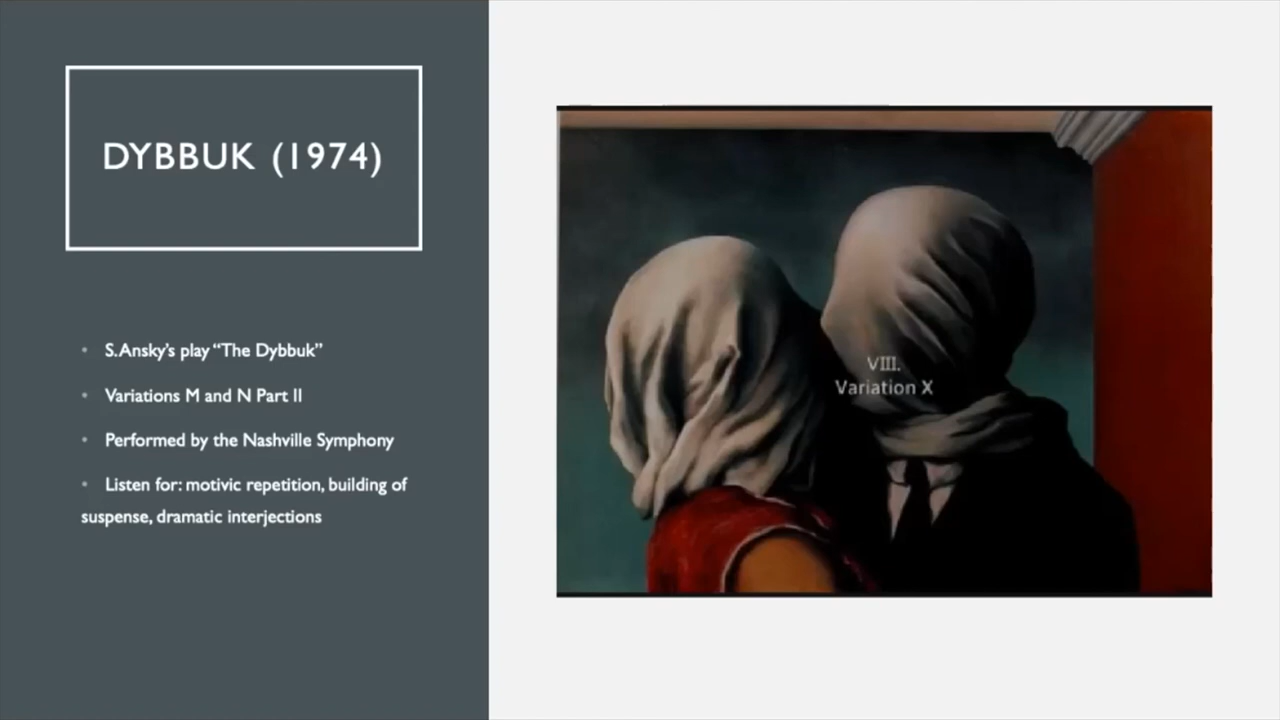 DYBBUK (1974)
• S.Ansky's play “The Dybbuk”
• Variations M and N Part II
• Performed by the Nashville Symphony
• Listen for: motivic repetition, building of
suspense, dramatic interjections
VIII.
Variation X